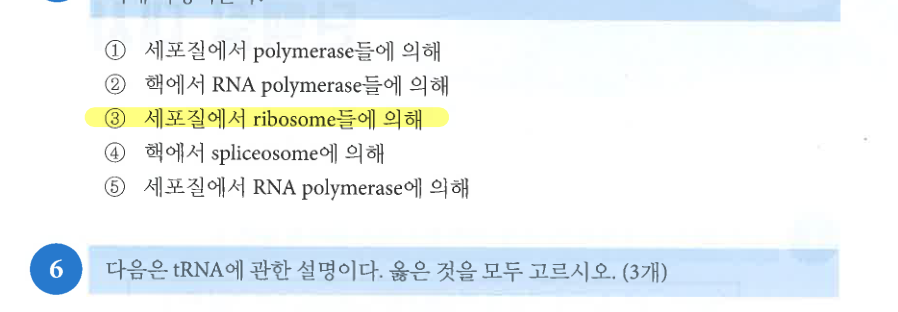 ① 세포질에서 polymerase들에 의해
② 핵에서 RNA polymerase들에 의해
③ 세포질에서 ribosome들에 의해
④ 핵에서 spliceosome에 의해
⑤ 세포질에서 RNA polymerase에 의해
6 다음은 tRNA에 관한 설명이다. 옳은 것을 모두 고르시오. (3개)